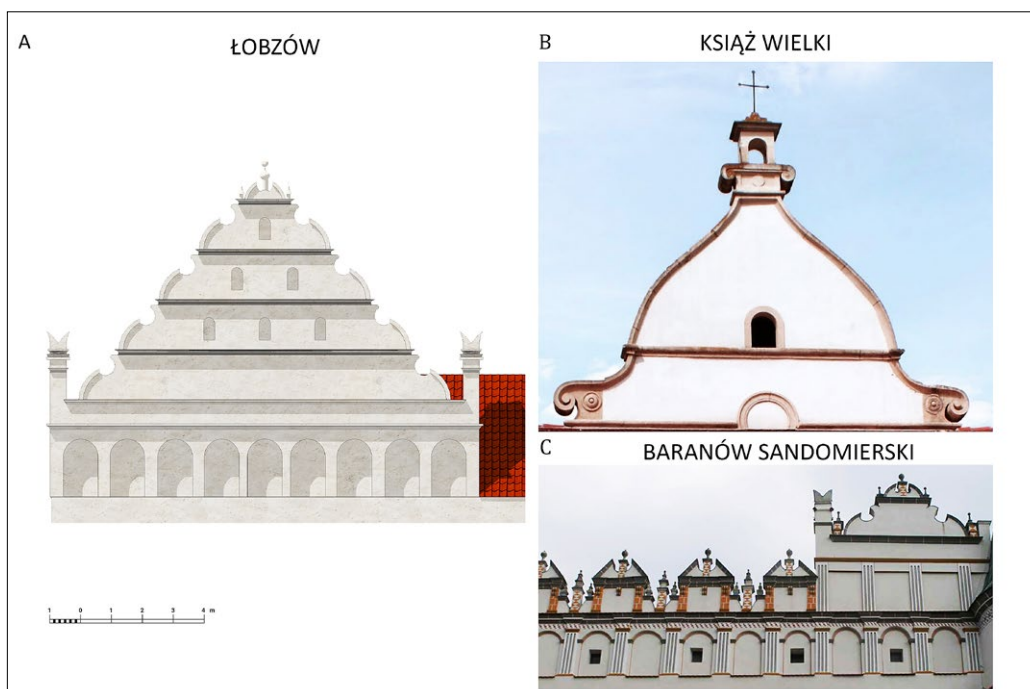 A
ŁOBZÓW
B
KSIĄŻ WIELKI
C
BARANÓW SANDOMIERSKI
1 0 1 2 3 4 m